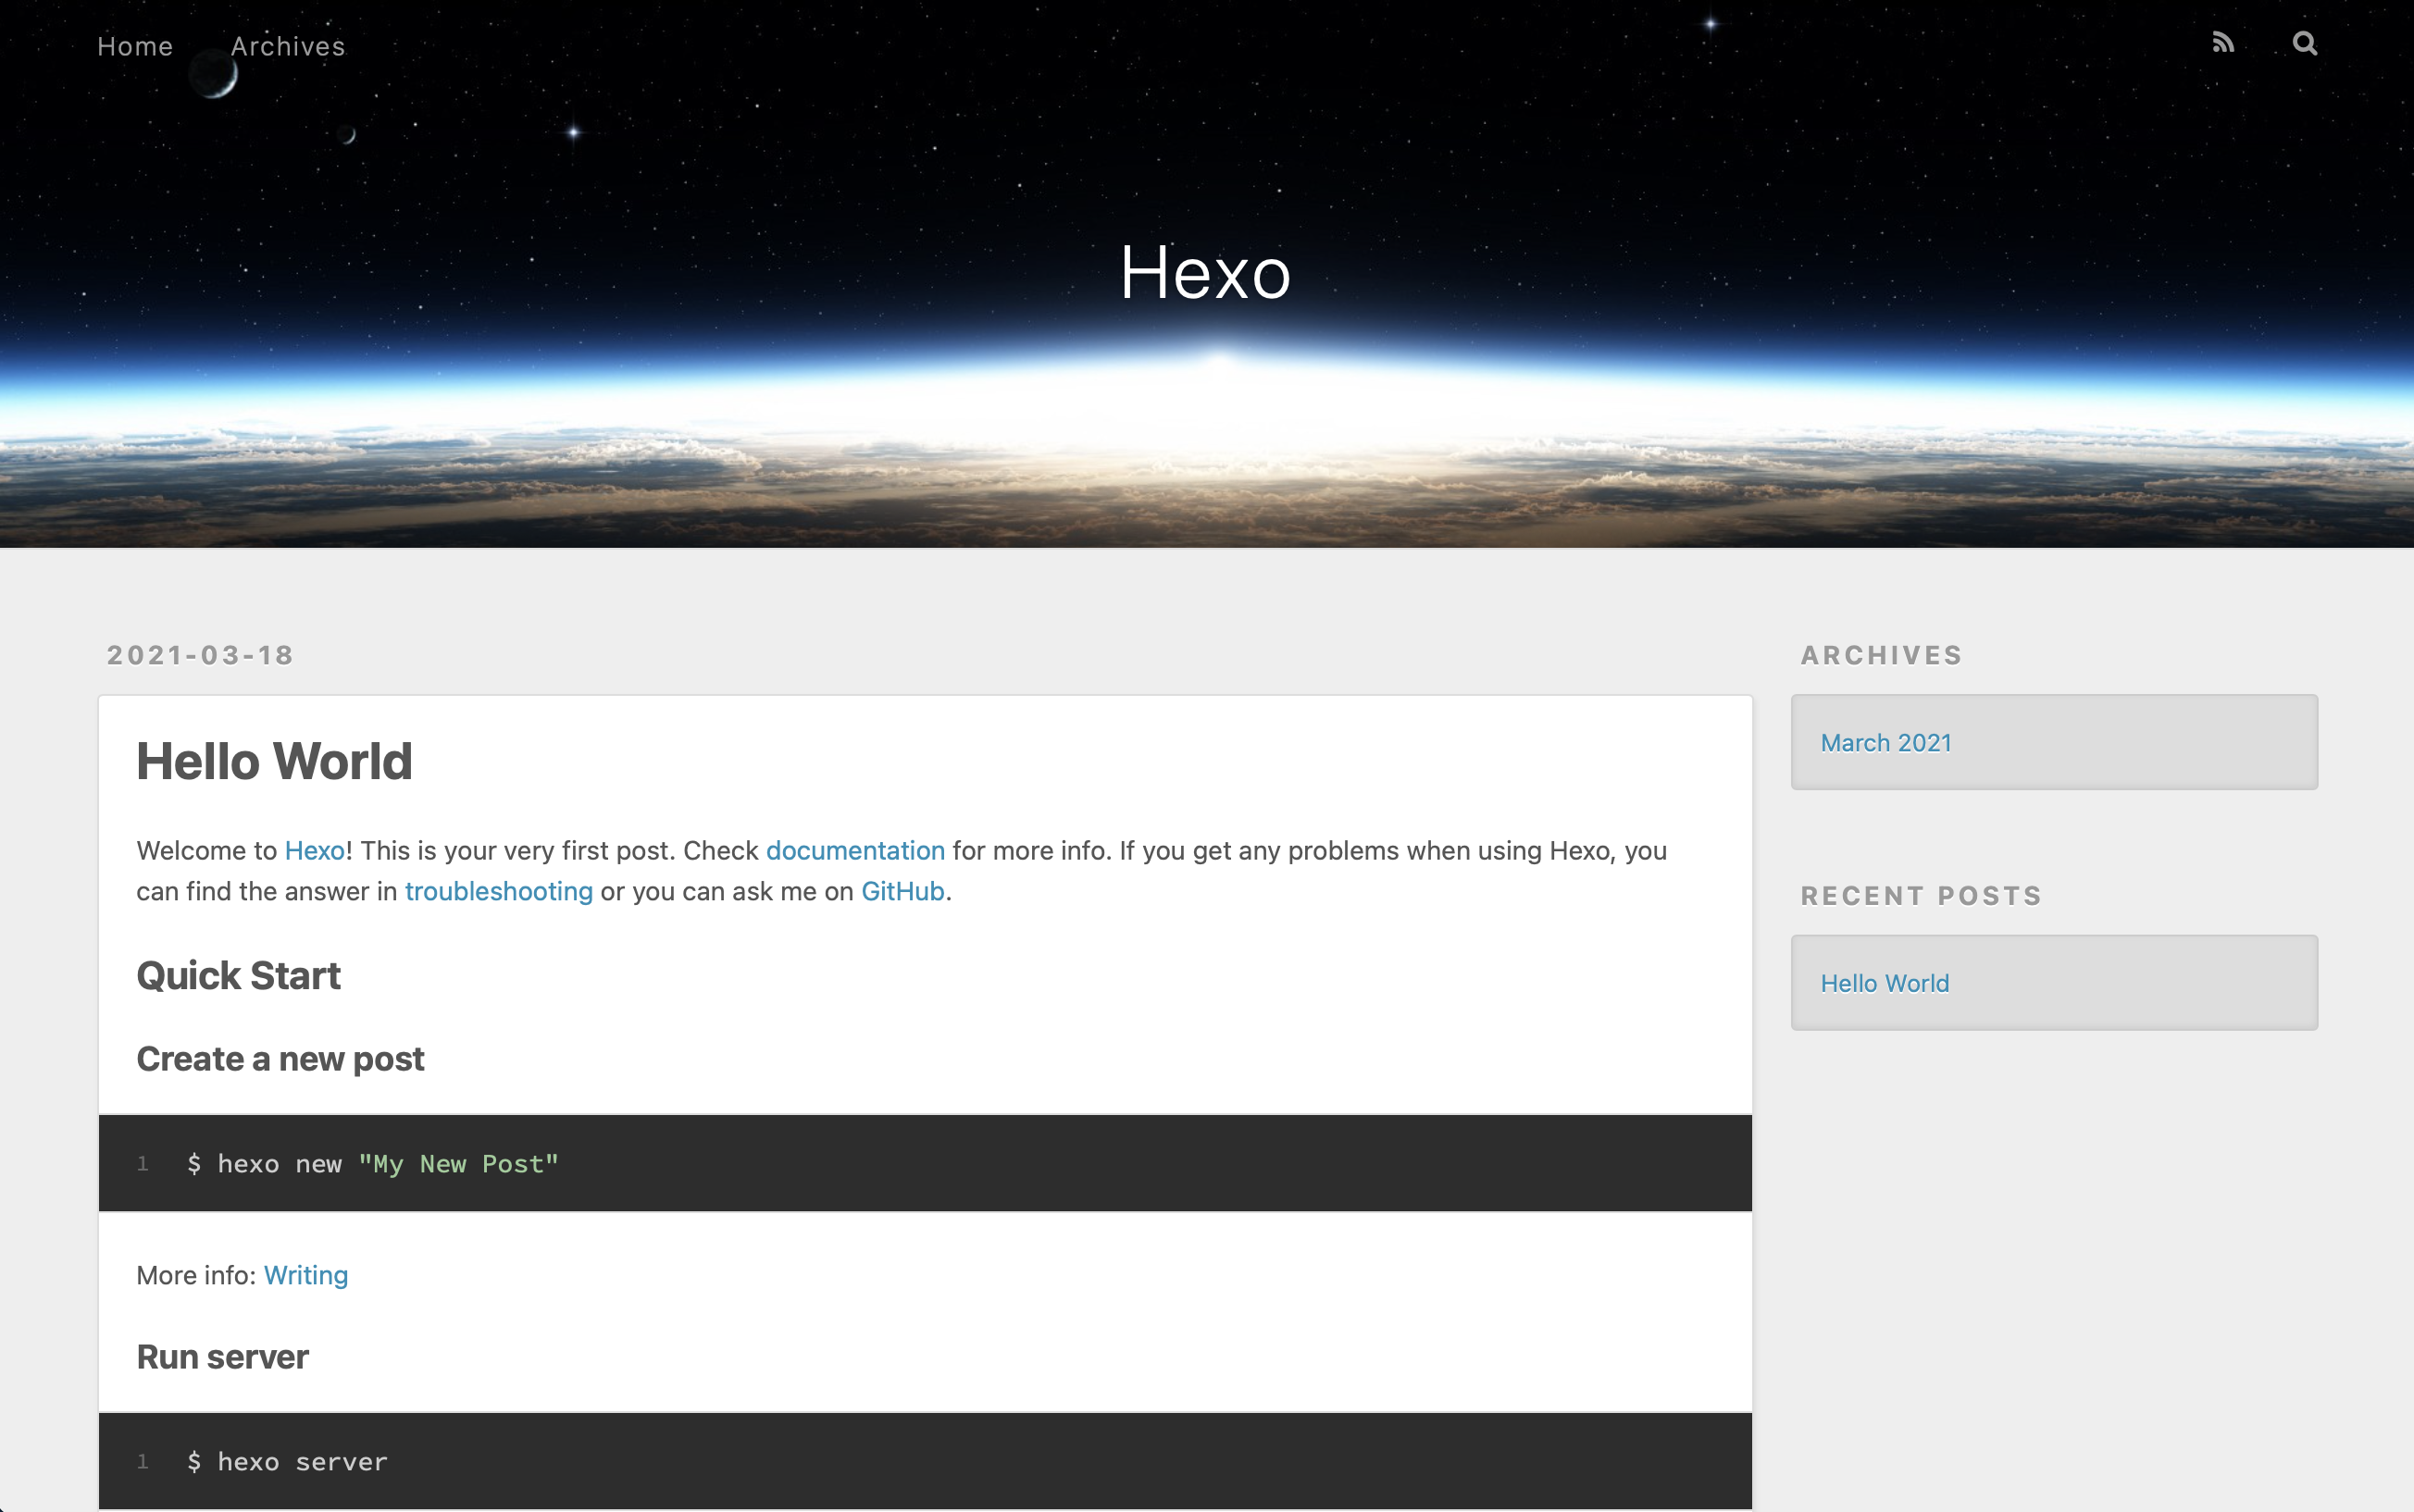 Home Archives
Hexo
2021-03-18
Hello World
Welcome to Hexo! This is your very first post. Check documentation for more info. If you get any problems when using Hexo, you
can find the answer in troubleshooting or you can ask me on GitHub.
Quick Start
Create a new post
1 $ hexo new "My New Post"
More info: Writing
Run server
1 $ hexo server
ARCHIVES
March 2021
RECENT POSTS
Hello World